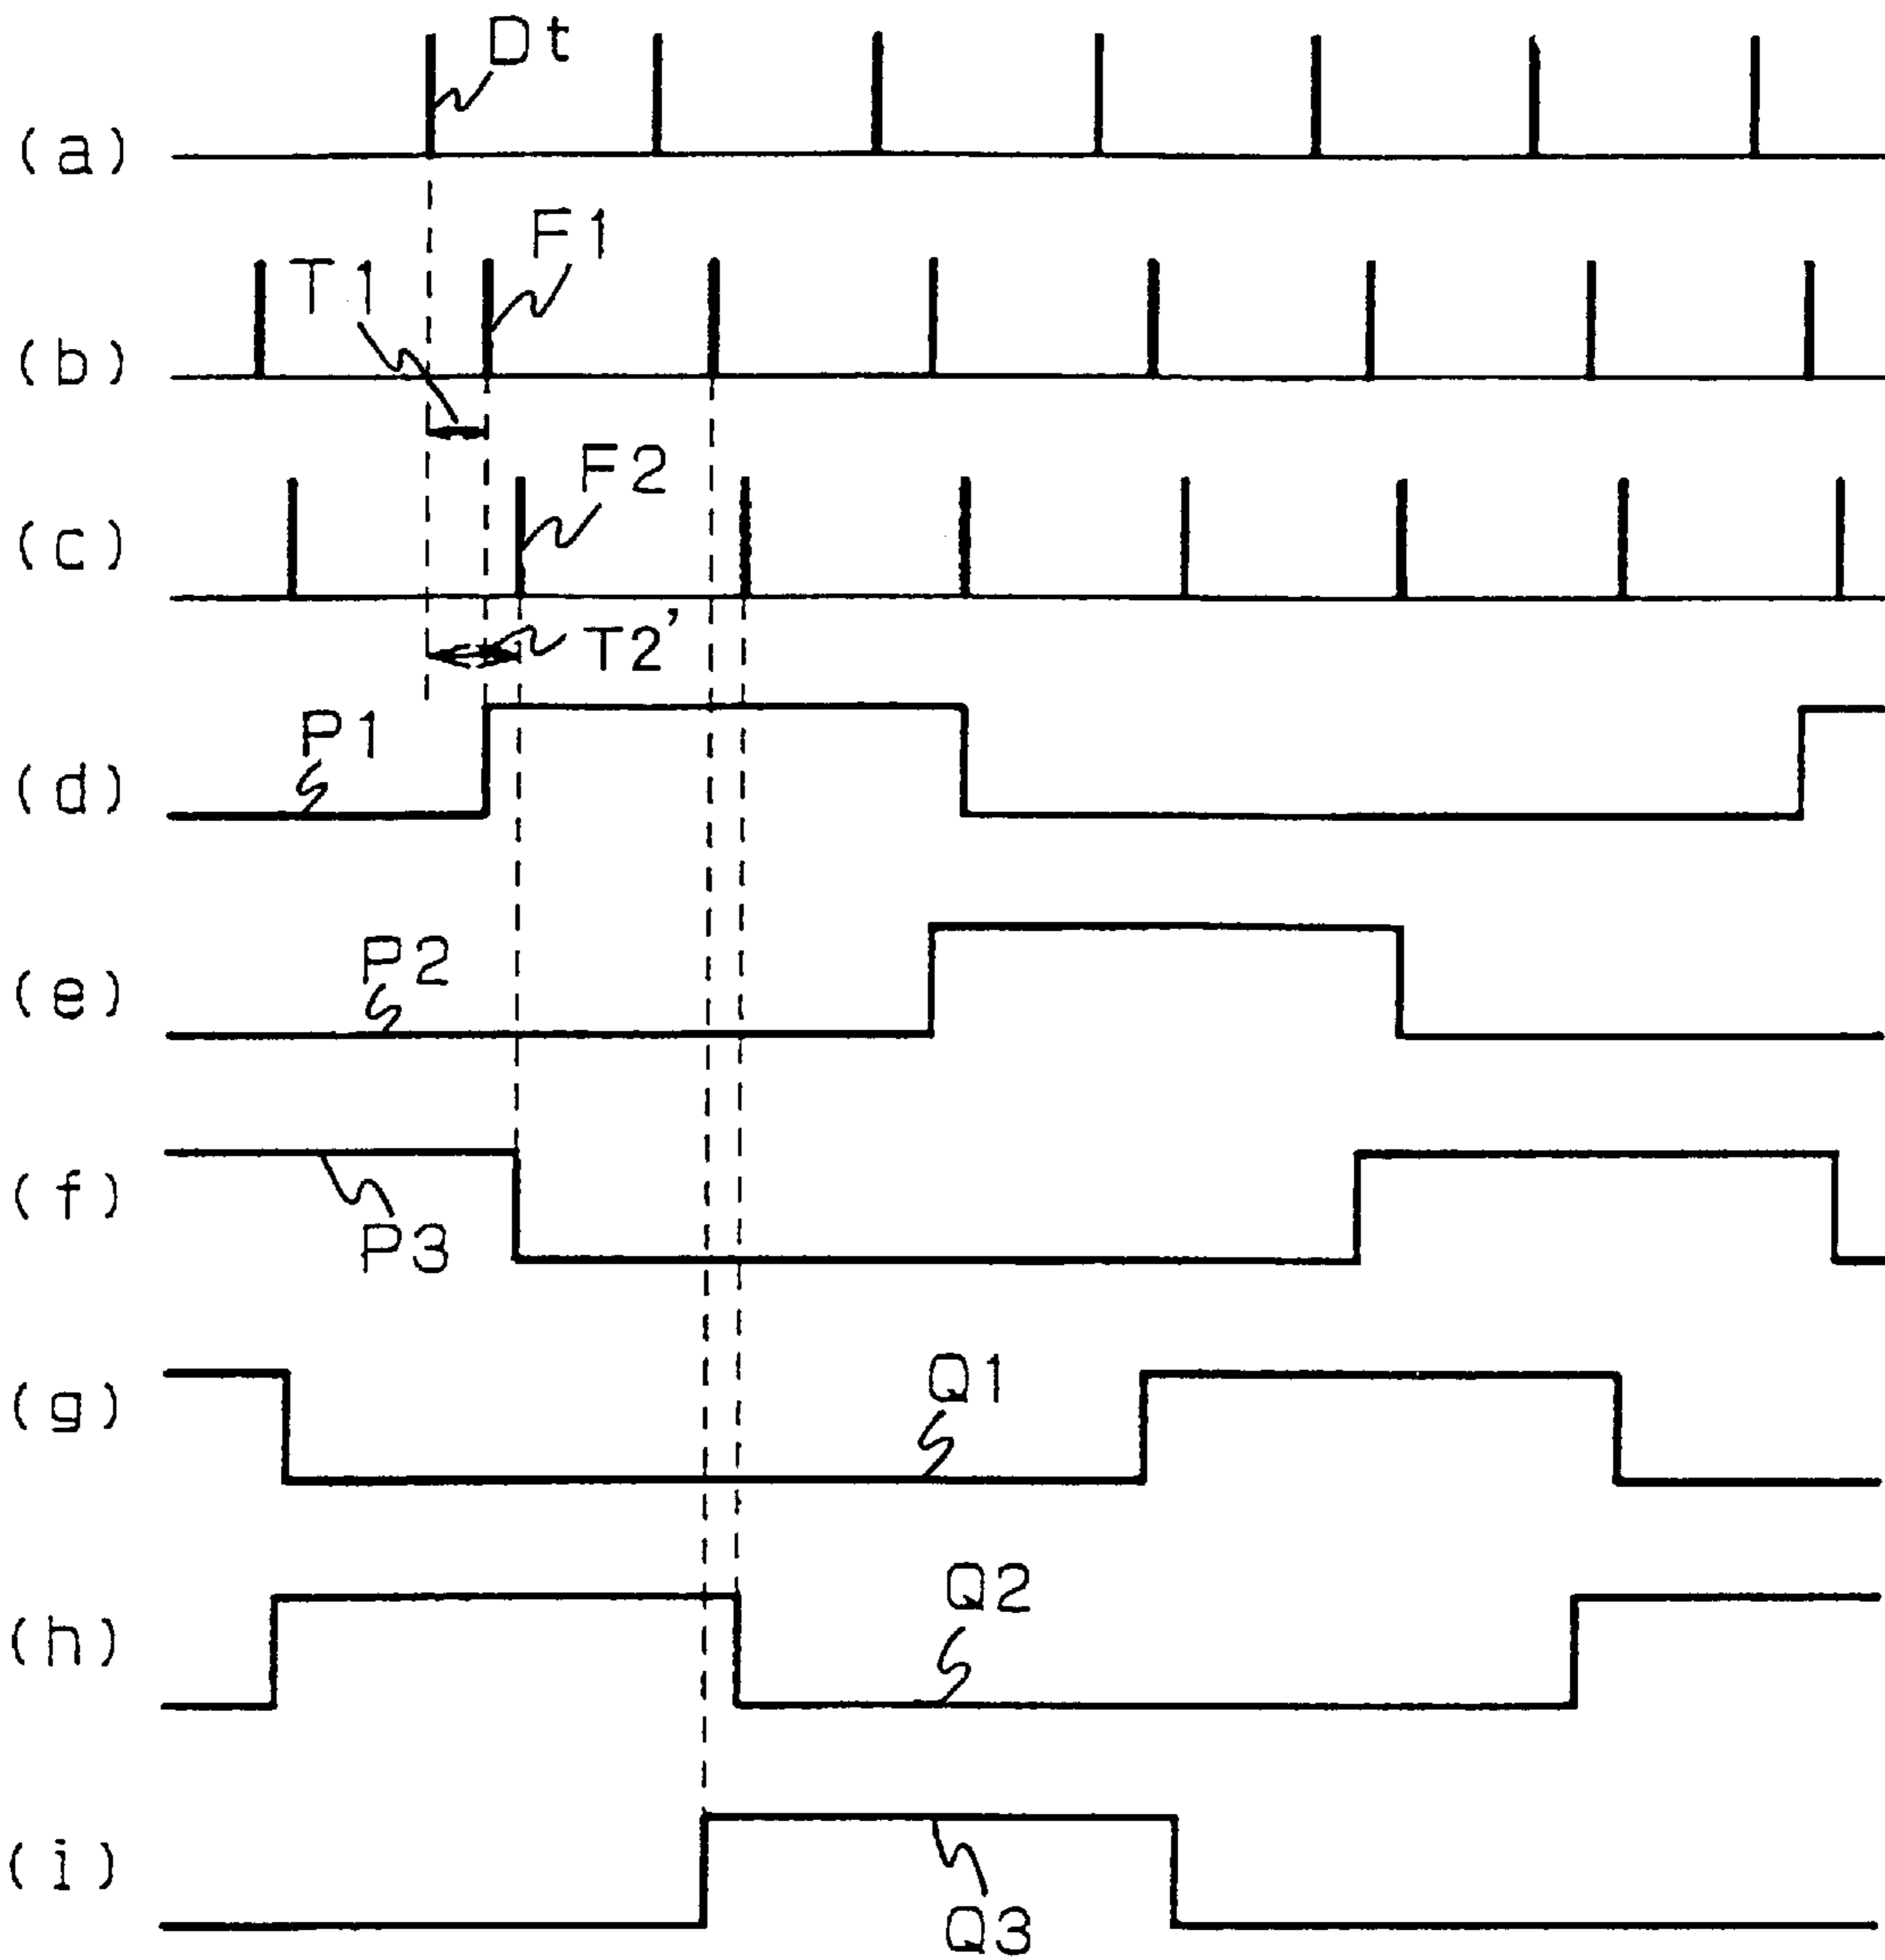 Dt
(a)
F1
T1
(b)
F2
(c)
T2'
P1
(d)
P2
(e)
(f)
P3
Q1
(g)
Q2
(h)
(i)
Q3